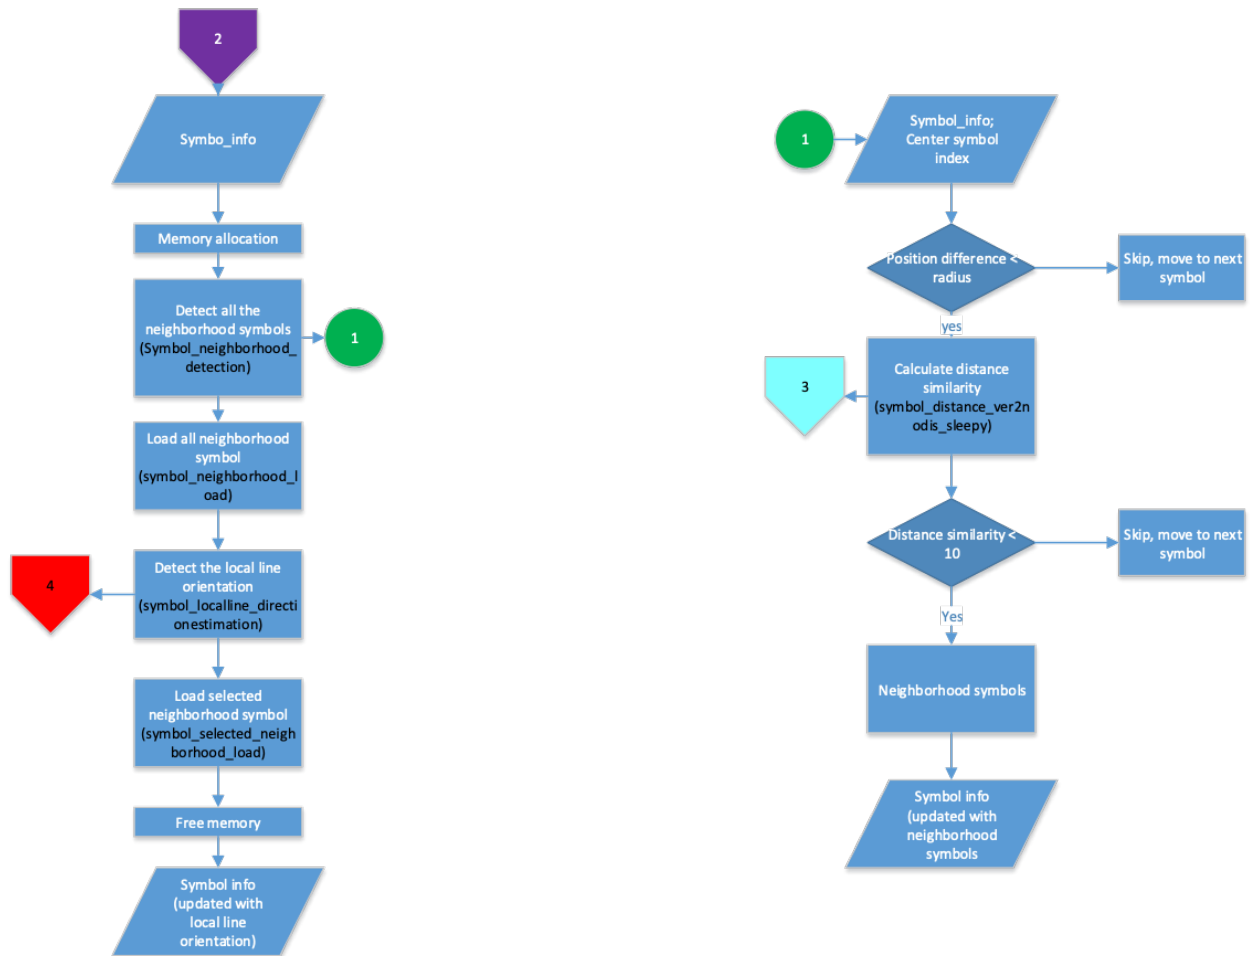 2
Symbo_info
Memory allocation
Detect all the
neighborhood symbols
(Symbol_neighborhood_
detection)
1
Load all neighborhood
symbol
(symbol_neighborhood_l
oad)
4
Detect the local line
orientation
(symbol_localline_directi
onestimation)
Load selected
neighborhood symbol
(symbol_selected_neigh
borhood_load)
Free memory
Symbol info
(updated with
local line
orientation)
1
Symbol_info;
Center symbol
index
Position difference <
radius
Skip, move to next
symbol
yes
3
Calculate distance
similarity
(symbol_distance_ver2n
odis_sleepy)
Distance similarity <
10
Skip, move to next
symbol
Yes
Neighborhood symbols
Symbol info
(updated with
neighborhood
symbols